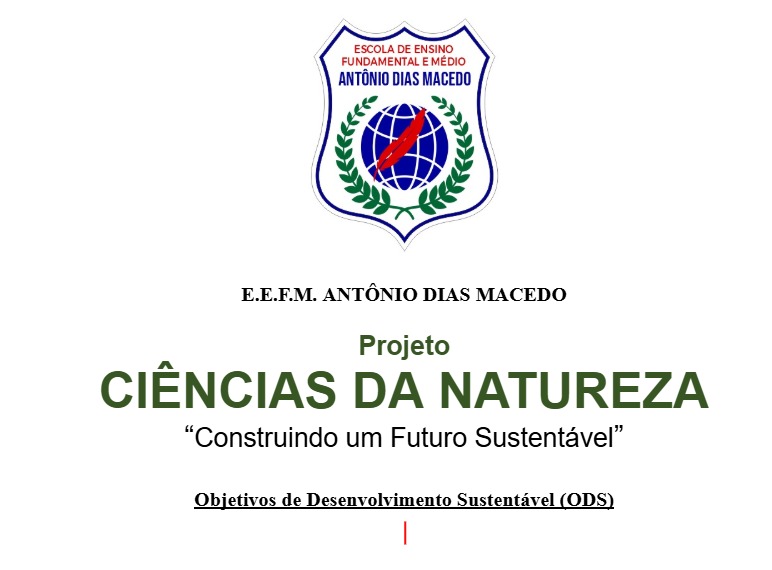 ESCOLA DE ENSINO
FUNDAMENTAL E MÉDIO
ANTÔNIO DIAS MACEDO
E.E.F.M. ANTÔNIO DIAS MACEDO
Projeto
CIÊNCIAS DA NATUREZA
“Construindo um Futuro Sustentável”
Objetivos de Desenvolvimento Sustentável (ODS)